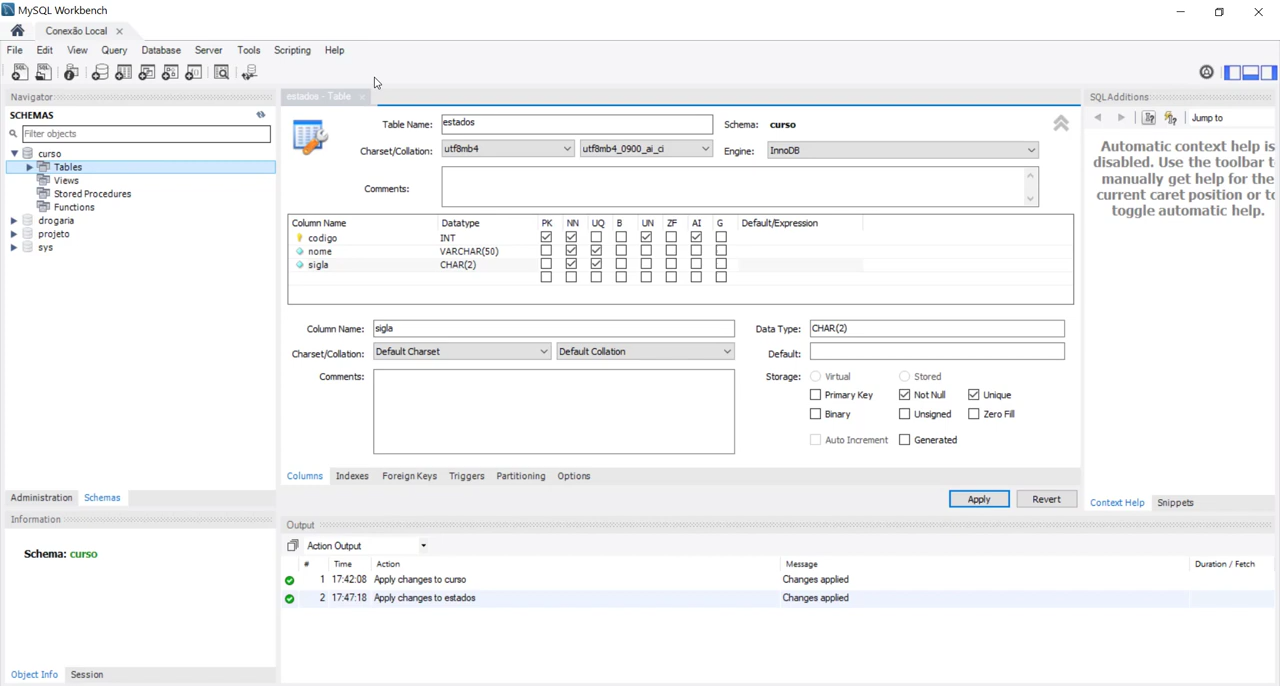 MySQL Workbench
Conexão Local ×
File Edit View Query Database Server Tools Scripting Help
Navigator
SCHEMAS
Filter objects
curso
Tables
Views
Stored Procedures
Functions
drogaria
projeto
sys
Administration Schemas
Information
Schema: curso
Object Info Session
estados - Table ×
Table Name: estados Schema: curso
Charset/Collation: utf8mb4 utf8mb4_0900_ai_ci Engine: InnoDB
Comments:
Column Name Datatype PK NN UQ B UN ZF AI G Default/Expression
codigo INT
nome VARCHAR(50)
sigla CHAR(2)
Column Name: sigla Data Type: CHAR(2)
Charset/Collation: Default Charset Default Collation Default:
Comments: Storage: Virtual Stored
Primary Key Not Null Unique
Binary Unsigned Zero Fill
Auto Increment Generated
Columns Indexes Foreign Keys Triggers Partitioning Options
Apply Revert
Output
Action Output
# Time Action Message Duration / Fetch
1 17:42:08 Apply changes to curso Changes applied
2 17:47:18 Apply changes to estados Changes applied
SQLAdditions
Jump to
Automatic context help is
disabled. Use the toolbar t
manually get help for the
current caret position or to
toggle automatic help.
Context Help Snippets